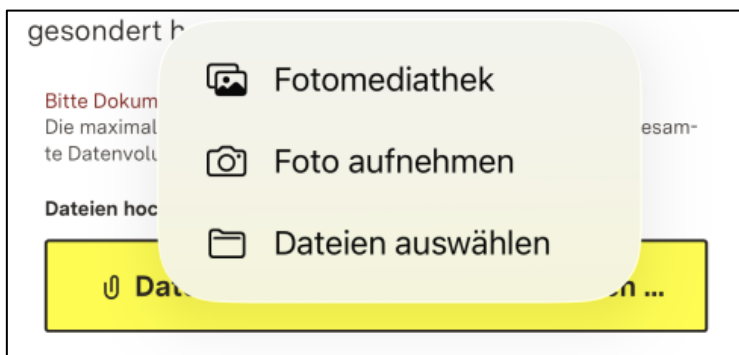 gesondert h
Fotomediathek
Bitte Dokum
Die maximal esam-
te Datenvolu
Foto aufnehmen
Dateien hoc
Dateien auswählen
Dat n ...